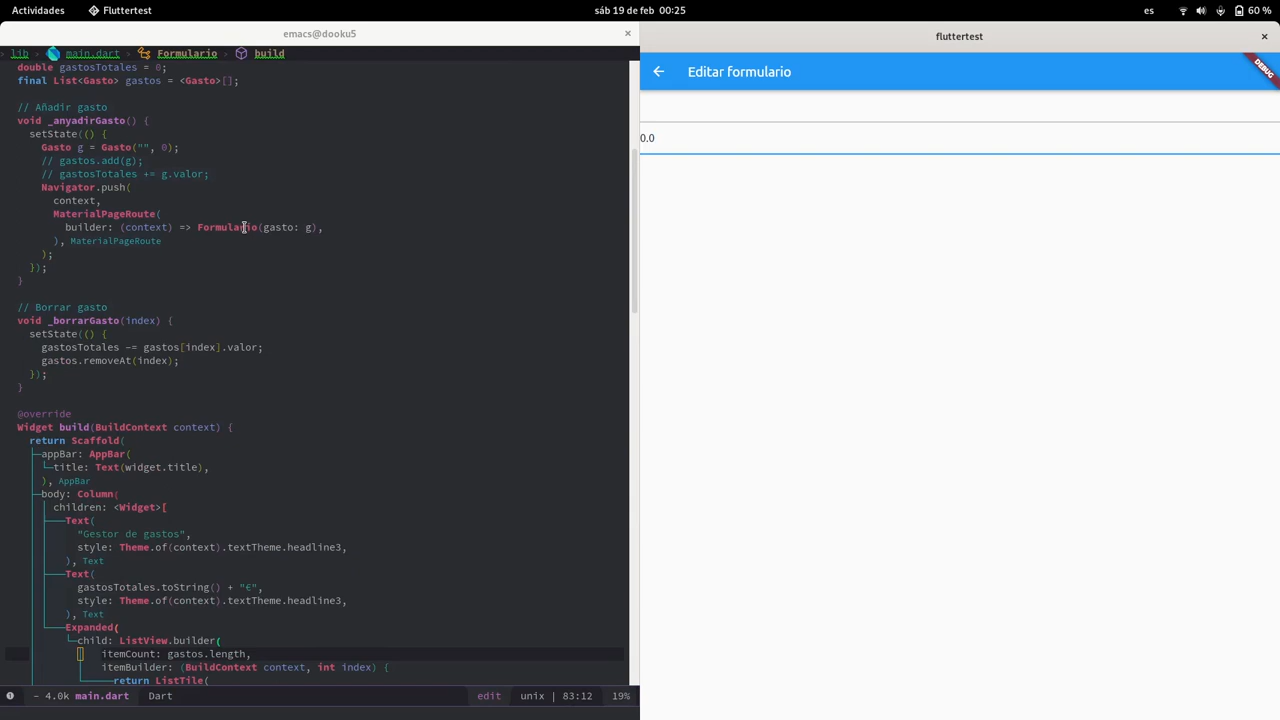 Actividades
Fluttertest
sáb 19 de feb 00:25
es
60 %
emacs@dooku5
×
lib > main.dart > Formulario > build
double gastosTotales = 0;
final List<Gasto> gastos = <Gasto>[];
// Añadir gasto
void _anyadirGasto() {
setState(() {
Gasto g = Gasto("", 0);
// gastos.add(g);
// gastosTotales += g.valor;
Navigator.push(
context,
MaterialPageRoute(
builder: (context) => Formulario(gasto: g),
), MaterialPageRoute
);
});
}
// Borrar gasto
void _borrarGasto(index) {
setState(() {
gastosTotales -= gastos[index].valor;
gastos.removeAt(index);
});
}
@override
Widget build(BuildContext context) {
return Scaffold(
appBar: AppBar(
title: Text(widget.title),
), AppBar
body: Column(
children: <Widget>[
Text(
"Gestor de gastos",
style: Theme.of(context).textTheme.headline3,
), Text
Text(
gastosTotales.toString() + "€",
style: Theme.of(context).textTheme.headline3,
), Text
Expanded(
child: ListView.builder(
itemCount: gastos.length,
itemBuilder: (BuildContext context, int index) {
return ListTile(
- 4.0k main.dart Dart edit unix | 83:12 19%
fluttertest
×
Editar formulario
DEBUG
0.0